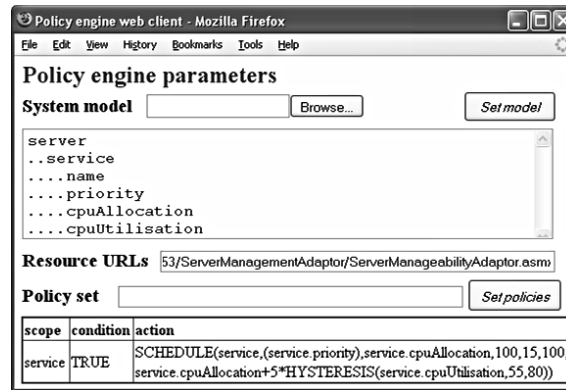 Policy engine web client - Mozilla Firefox
File Edit View History Bookmarks Tools Help
Policy engine parameters
System model Browse... Set model
server
..service
....name
....priority
....cpuAllocation
....cpuUtilisation
Resource URLs 53/ServerManagementAdaptor/ServerManageabilityAdaptor.asmx
Policy set Set policies
scope condition action
service TRUE SCHEDULE(service,(service.priority),service.cpuAllocation,100,15,100,
service.cpuAllocation+5*HYSTERESIS(service.cpuUtilisation,55,80))